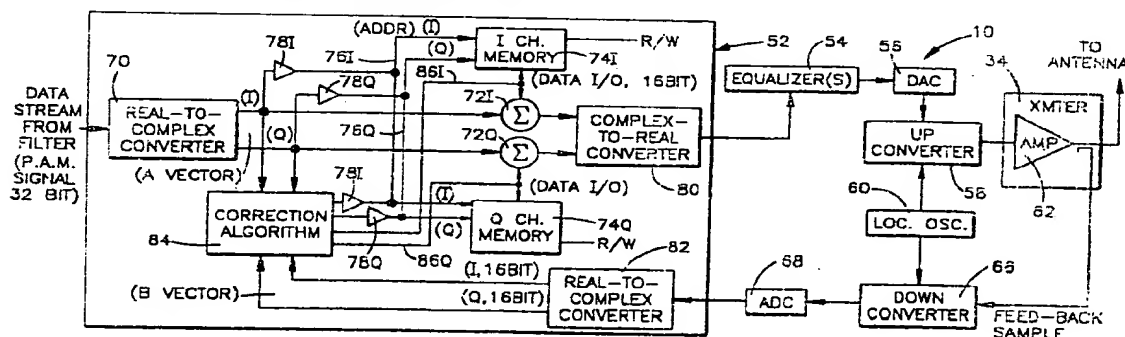 DATA
STREAM
FROM
FILTER
(P.A.M.
SIGNAL
32 BIT)
70
REAL-TO-
COMPLEX
CONVERTER
(I)
(Q)
(A VECTOR)
78I
78Q
(ADDR) (I)
(Q)
76I
86I
76Q
I CH.
MEMORY
74I
R/W
(DATA I/O, 16BIT)
72I
Σ
72Q
Σ
(DATA I/O)
COMPLEX-
TO-REAL
CONVERTER
80
52
CORRECTION
ALGORITHM
84
78I
(I)
78Q
(Q)
86Q
Q CH.
MEMORY
74Q
R/W
(I,16BIT)
(Q,16BIT)
(B VECTOR)
82
REAL-TO-
COMPLEX
CONVERTER
54
EQUALIZER(S)
55
DAC
10
34
TO
ANTENNA
XMTER
AMP
62
UP
CONVERTER
58
60
LOC. OSC.
68
ADC
66
DOWN
CONVERTER
FEED-BACK
SAMPLE